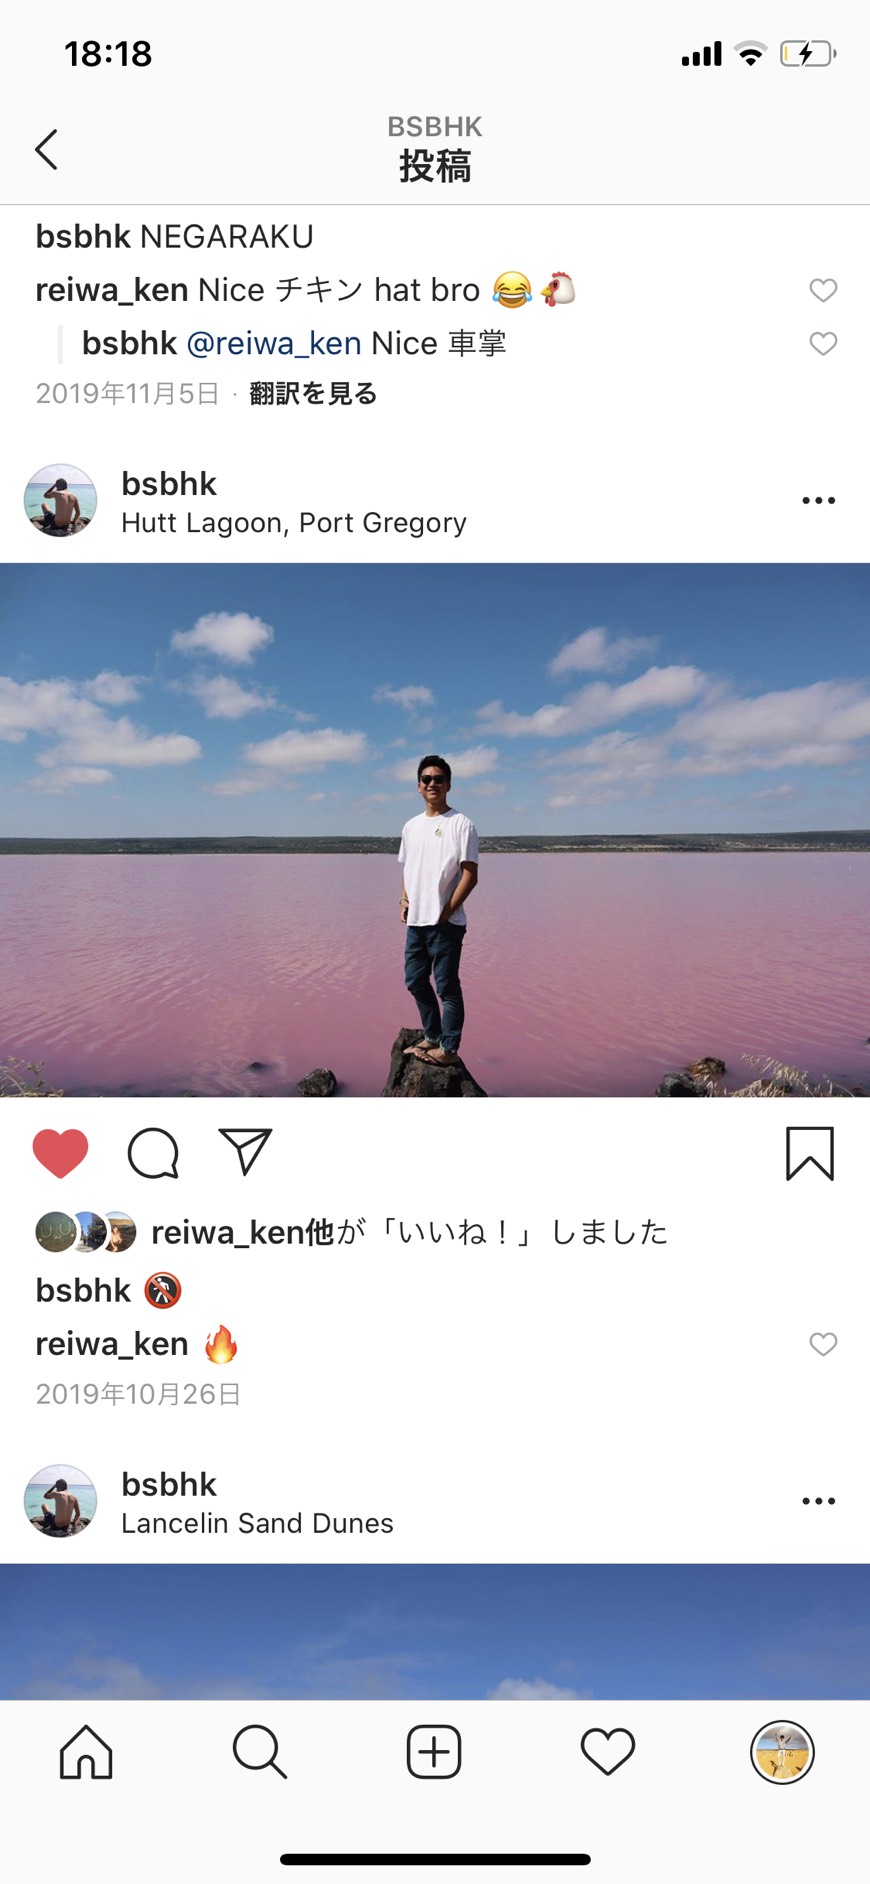 18:18
BSBHK
投稿
bsbhk NEGARAKU
reiwa_ken Nice チキン hat bro 😂🐔
bsbhk @reiwa_ken Nice 車掌
2019年11月5日 · 翻訳を見る
bsbhk
Hutt Lagoon, Port Gregory
reiwa_ken他が「いいね！」しました
bsbhk 🚷
reiwa_ken 🔥
2019年10月26日
bsbhk
Lancelin Sand Dunes